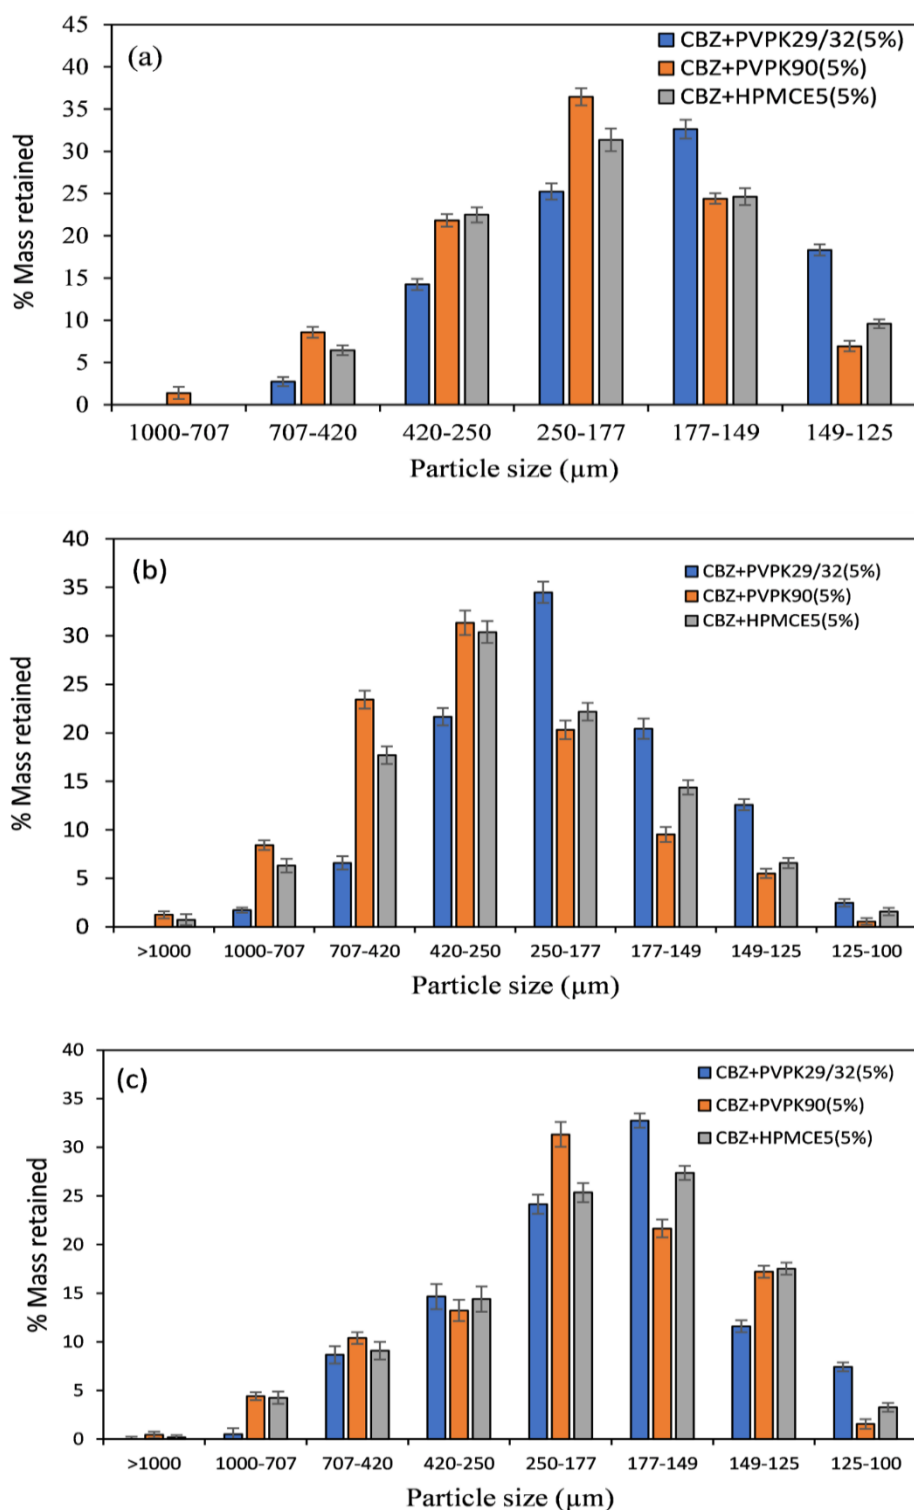 (a)
CBZ+PVPK29/32(5%)
CBZ+PVPK90(5%)
CBZ+HPMCE5(5%)
% Mass retained
45
40
35
30
25
20
15
10
5
0
1000-707 707-420 420-250 250-177 177-149 149-125
Particle size (µm)
(b)
CBZ+PVPK29/32(5%)
CBZ+PVPK90(5%)
CBZ+HPMCE5(5%)
% Mass retained
40
35
30
25
20
15
10
5
0
>1000 1000-707 707-420 420-250 250-177 177-149 149-125 125-100
Particle size (µm)
(c)
CBZ+PVPK29/32(5%)
CBZ+PVPK90(5%)
CBZ+HPMCE5(5%)
% Mass retained
40
35
30
25
20
15
10
5
0
>1000 1000-707 707-420 420-250 250-177 177-149 149-125 125-100
Particle size (µm)